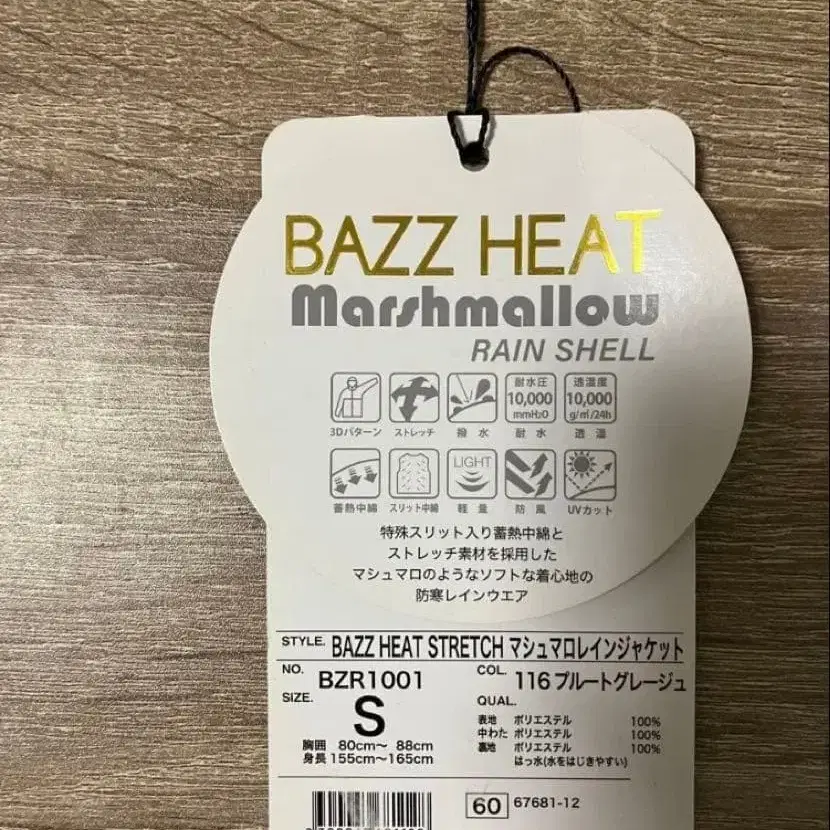 BAZZ HEAT
Marshmallow
RAIN SHELL
耐水圧 10,000 mmH2O
透湿度 10,000 g/㎡/24h
3Dパターン ストレッチ 撥水 耐水 透湿
LIGHT
蓄熱中綿 スリット中綿 軽量 防風 UVカット
特殊スリット入り蓄熱中綿と
ストレッチ素材を採用した
マシュマロのようなソフトな着心地の
防寒レインウエア
STYLE. BAZZ HEAT STRETCH マシュマロレインジャケット
NO. BZR1001 COL. 116 プルートグレージュ
SIZE. S QUAL.
胸囲 80cm〜 88cm
身長 155cm〜165cm
表地 ポリエステル 100%
中わた ポリエステル 100%
裏地 ポリエステル 100%
はっ水(水をはじきやすい)
60 67681-12